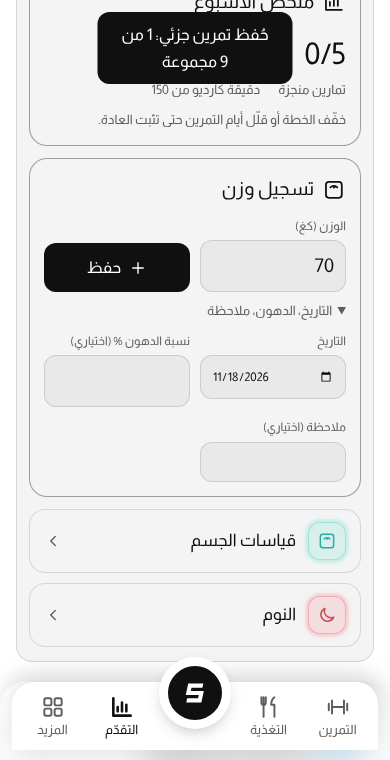 ملخص الأسبوع
حُفظ تمرين جزئي: 1 من
9 مجموعة
0/5
تمارين منجزة
دقيقة كارديو من 150
خفّف الخطة أو قلّل أيام التمرين حتى تثبت العادة.
تسجيل وزن
الوزن (كغ)
70
حفظ
التاريخ، الدهون، ملاحظة
التاريخ
نسبة الدهون % (اختياري)
11/18/2026
ملاحظة (اختياري)
قياسات الجسم
النوم
التمرين
التغذية
التقدّم
المزيد